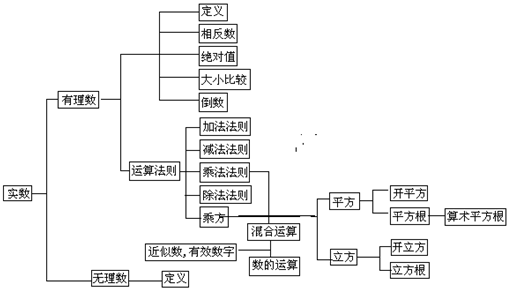 定义
相反数
绝对值
大小比较
倒数
有理数
加法法则
减法法则
运算法则
乘法法则
除法法则
乘方
实数
平方
开平方
平方根
算术平方根
混合运算
近似数,有效数字
数的运算
立方
开立方
立方根
无理数
定义